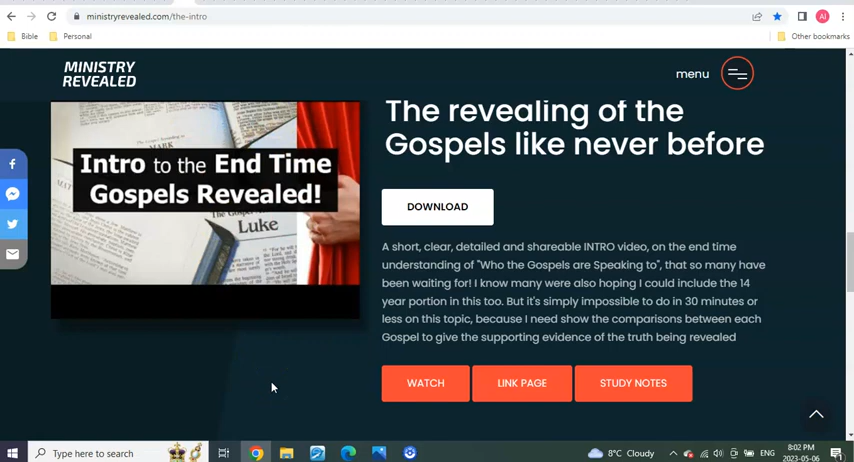 ministryrevealed.com/the-intro
AI
Bible
Personal
Other bookmarks
MINISTRY
REVEALED
menu
The revealing of the
Gospels like never before
MARK
Intro to the End Time
Gospels Revealed!
Luke
DOWNLOAD
A short, clear, detailed and shareable INTRO video, on the end time
understanding of "Who the Gospels are Speaking to", that so many have
been waiting for! I know many were also hoping I could include the 14
year portion in this too. But it's simply impossible to do in 30 minutes or
less on this topic, because I need show the comparisons between each
Gospel to give the supporting evidence of the truth being revealed
WATCH
LINK PAGE
STUDY NOTES
Type here to search
8°C Cloudy
ENG
8:02 PM
2023-05-06